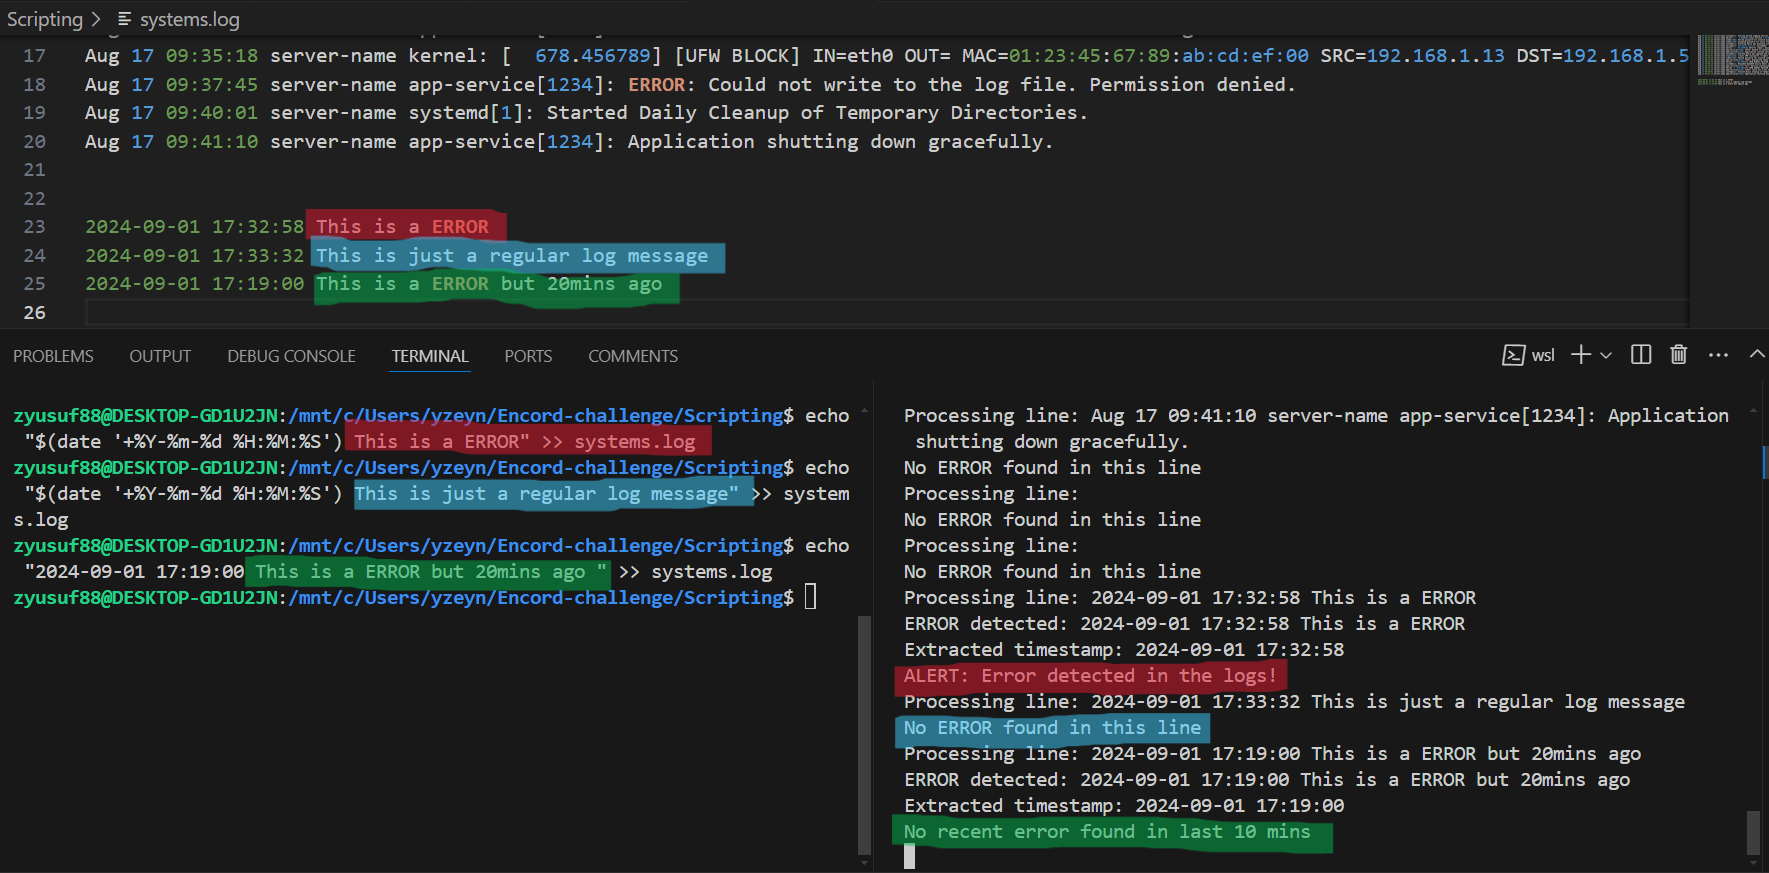 Scripting > systems.log
17 Aug 17 09:35:18 server-name kernel: [  678.456789] [UFW BLOCK] IN=eth0 OUT= MAC=01:23:45:67:89:ab:cd:ef:00 SRC=192.168.1.13 DST=192.168.1.5
18 Aug 17 09:37:45 server-name app-service[1234]: ERROR: Could not write to the log file. Permission denied.
19 Aug 17 09:40:01 server-name systemd[1]: Started Daily Cleanup of Temporary Directories.
20 Aug 17 09:41:10 server-name app-service[1234]: Application shutting down gracefully.
21
22
23 2024-09-01 17:32:58 This is a ERROR
24 2024-09-01 17:33:32 This is just a regular log message
25 2024-09-01 17:19:00 This is a ERROR but 20mins ago
26
PROBLEMS OUTPUT DEBUG CONSOLE TERMINAL PORTS COMMENTS wsl
zyusuf88@DESKTOP-GD1U2JN:/mnt/c/Users/yzeyn/Encord-challenge/Scripting$ echo
"$(date '+%Y-%m-%d %H:%M:%S') This is a ERROR" >> systems.log
zyusuf88@DESKTOP-GD1U2JN:/mnt/c/Users/yzeyn/Encord-challenge/Scripting$ echo
"$(date '+%Y-%m-%d %H:%M:%S') This is just a regular log message" >> system
s.log
zyusuf88@DESKTOP-GD1U2JN:/mnt/c/Users/yzeyn/Encord-challenge/Scripting$ echo
"2024-09-01 17:19:00 This is a ERROR but 20mins ago " >> systems.log
zyusuf88@DESKTOP-GD1U2JN:/mnt/c/Users/yzeyn/Encord-challenge/Scripting$
Processing line: Aug 17 09:41:10 server-name app-service[1234]: Application
shutting down gracefully.
No ERROR found in this line
Processing line:
No ERROR found in this line
Processing line:
No ERROR found in this line
Processing line: 2024-09-01 17:32:58 This is a ERROR
ERROR detected: 2024-09-01 17:32:58 This is a ERROR
Extracted timestamp: 2024-09-01 17:32:58
ALERT: Error detected in the logs!
Processing line: 2024-09-01 17:33:32 This is just a regular log message
No ERROR found in this line
Processing line: 2024-09-01 17:19:00 This is a ERROR but 20mins ago
ERROR detected: 2024-09-01 17:19:00 This is a ERROR but 20mins ago
Extracted timestamp: 2024-09-01 17:19:00
No recent error found in last 10 mins